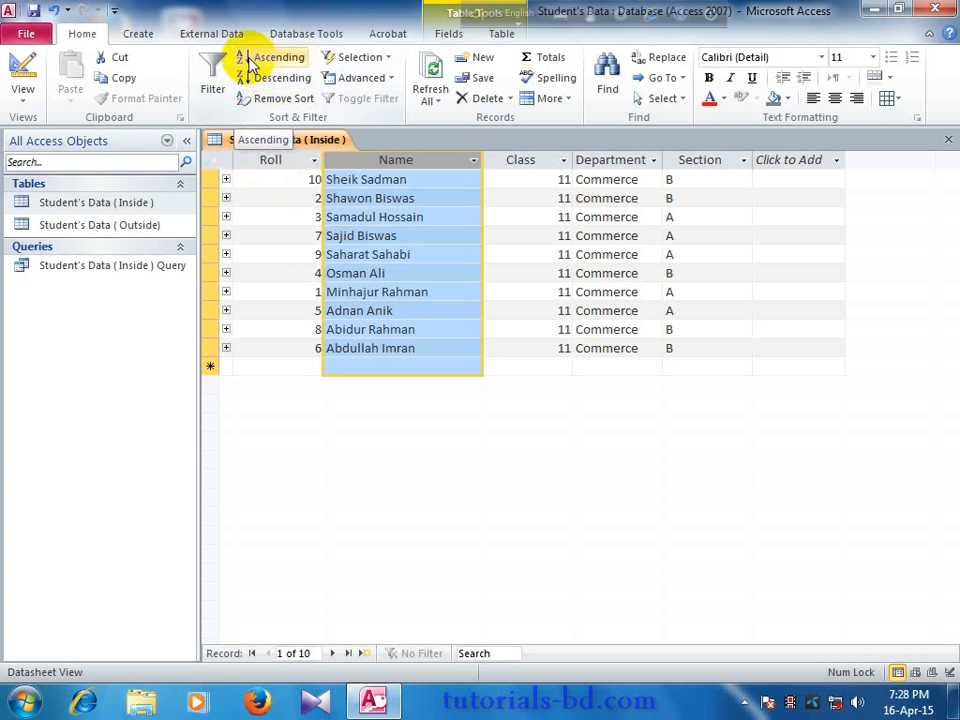 Table Tools English
Student's Data : Database (Access 2007) - Microsoft Access
File Home Create External Data Database Tools Acrobat Fields Table
View
Views
Paste
Cut
Copy
Format Painter
Clipboard
Filter
Ascending
Descending
Remove Sort
Selection
Advanced
Toggle Filter
Sort & Filter
Refresh
All
New
Save
Delete
Totals
Spelling
More
Records
Find
Replace
Go To
Select
Find
Calibri (Detail) 11
B I U
Text Formatting
All Access Objects
Search...
Tables
Student's Data ( Inside )
Student's Data ( Outside)
Queries
Student's Data ( Inside ) Query
Ascending
ta ( Inside )
Roll Name Class Department Section Click to Add
10 Sheik Sadman 11 Commerce B
2 Shawon Biswas 11 Commerce B
3 Samadul Hossain 11 Commerce A
7 Sajid Biswas 11 Commerce A
9 Saharat Sahabi 11 Commerce A
4 Osman Ali 11 Commerce B
1 Minhajur Rahman 11 Commerce A
5 Adnan Anik 11 Commerce A
8 Abidur Rahman 11 Commerce B
6 Abdullah Imran 11 Commerce B
Record: 1 of 10 No Filter Search
Datasheet View Num Lock
tutorials-bd.com
7:28 PM
16-Apr-15